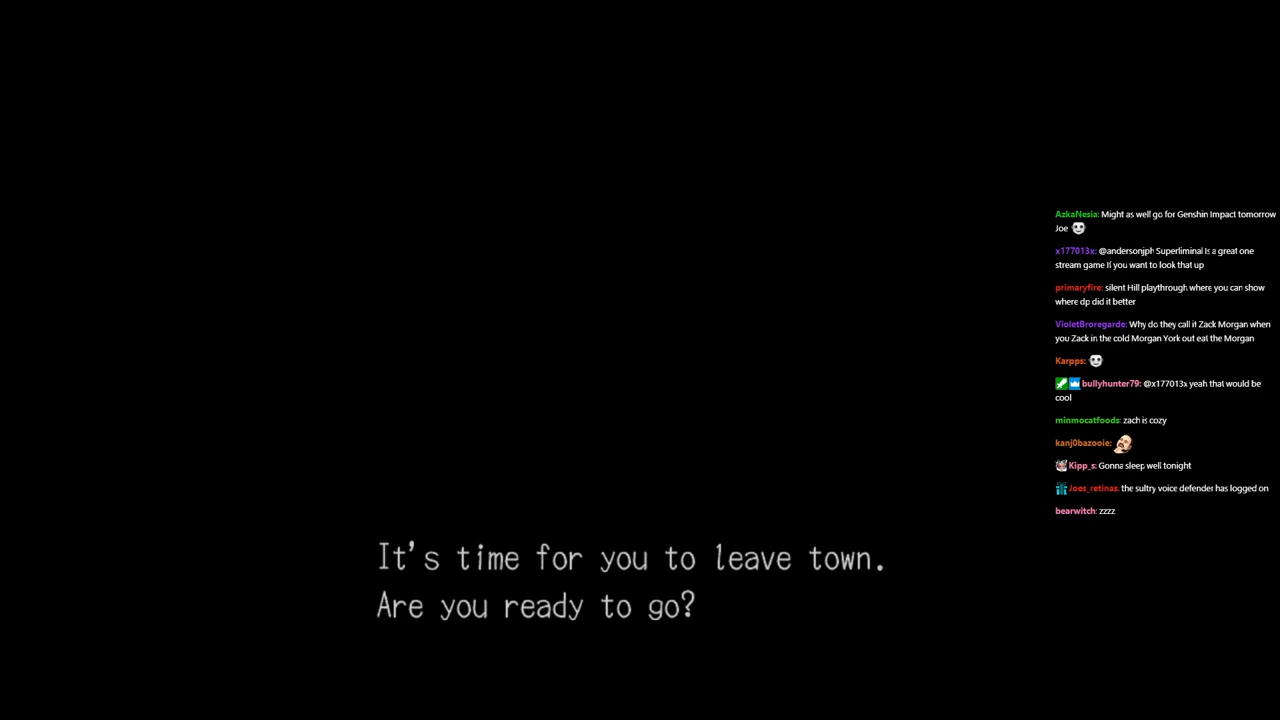 AzkaNesia: Might as well go for Genshin Impact tomorrow
Joe
x177013x: @andersonjph Superliminal Is a great one
stream game If you want to look that up
primaryfire: silent Hill playthrough where you can show
where dp did it better
VioletBroregarde: Why do they call it Zack Morgan when
you Zack in the cold Morgan York out eat the Morgan
Karpps:
bullyhunter79: @x177013x yeah that would be
cool
minmocatfoods: zach is cozy
kanj0bazooie:
Kipp_s: Gonna sleep well tonight
Joes_retinas: the sultry voice defender has logged on
bearwitch: zzzz
It's time for you to leave town.
Are you ready to go?